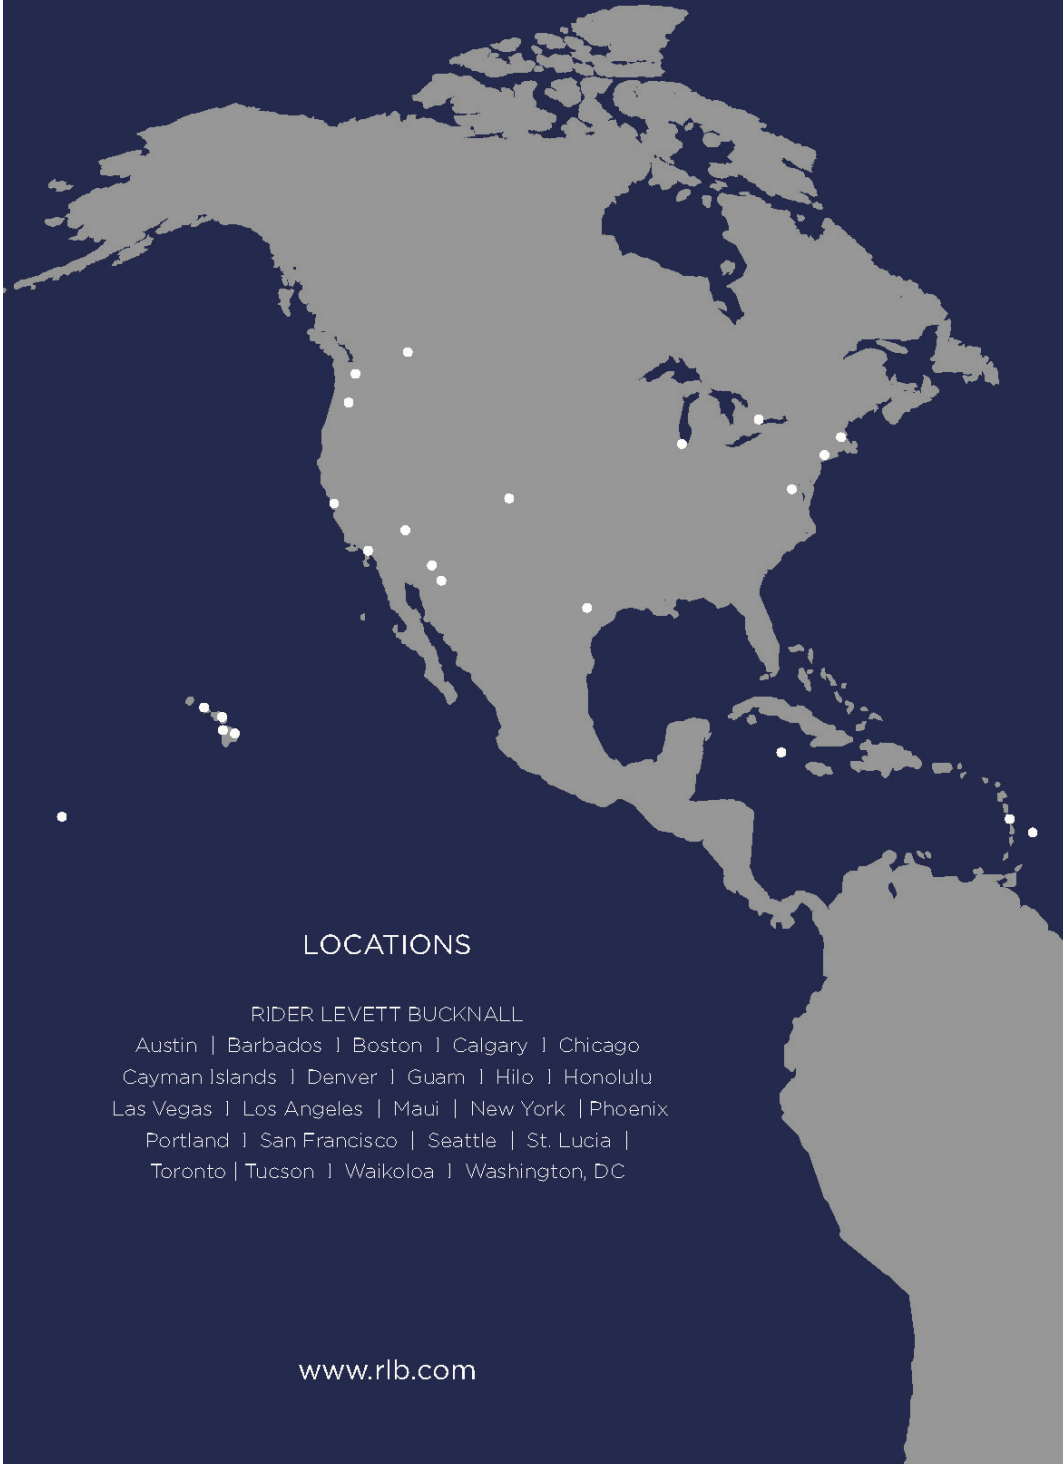 LOCATIONS
RIDER LEVETT BUCKNALL
Austin | Barbados l Boston l Calgary l Chicago
Cayman Islands l Denver l Guam l Hilo l Honolulu
Las Vegas l Los Angeles | Maui | New York | Phoenix
Portland l San Francisco | Seattle | St. Lucia |
Toronto | Tucson l Waikoloa l Washington, DC
www.rlb.com